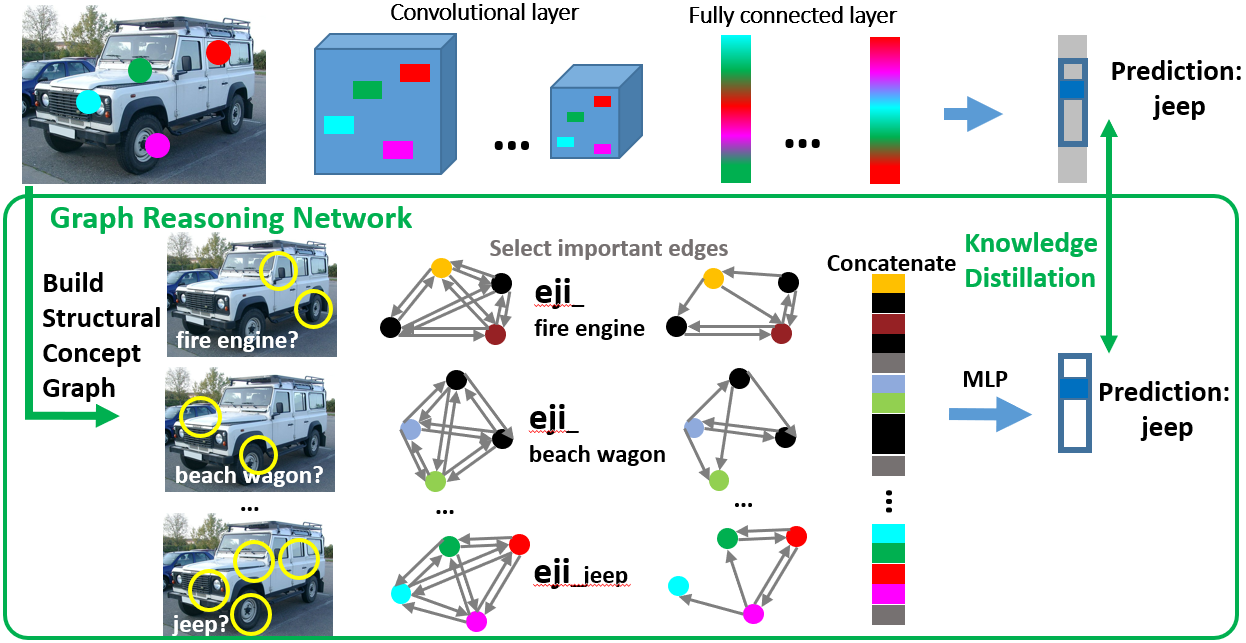 Convolutional layer
Fully connected layer
...
...
Prediction:
jeep
Graph Reasoning Network
Build
Structural
Concept
Graph
fire engine?
beach wagon?
...
jeep?
Select important edges
eji_
fire engine
eji_
beach wagon
...
...
eji_jeep
Concatenate
...
Knowledge
Distillation
MLP
Prediction:
jeep